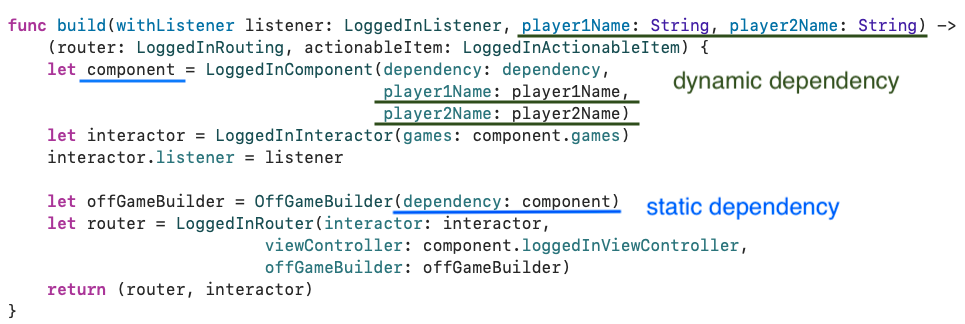 func build(withListener listener: LoggedInListener, player1Name: String, player2Name: String) ->
    (router: LoggedInRouting, actionableItem: LoggedInActionableItem) {
    let component = LoggedInComponent(dependency: dependency,
                                      player1Name: player1Name,
                                      player2Name: player2Name)
dynamic dependency
    let interactor = LoggedInInteractor(games: component.games)
    interactor.listener = listener
    let offGameBuilder = OffGameBuilder(dependency: component)
static dependency
    let router = LoggedInRouter(interactor: interactor,
                          viewController: component.loggedInViewController,
                          offGameBuilder: offGameBuilder)
    return (router, interactor)
}